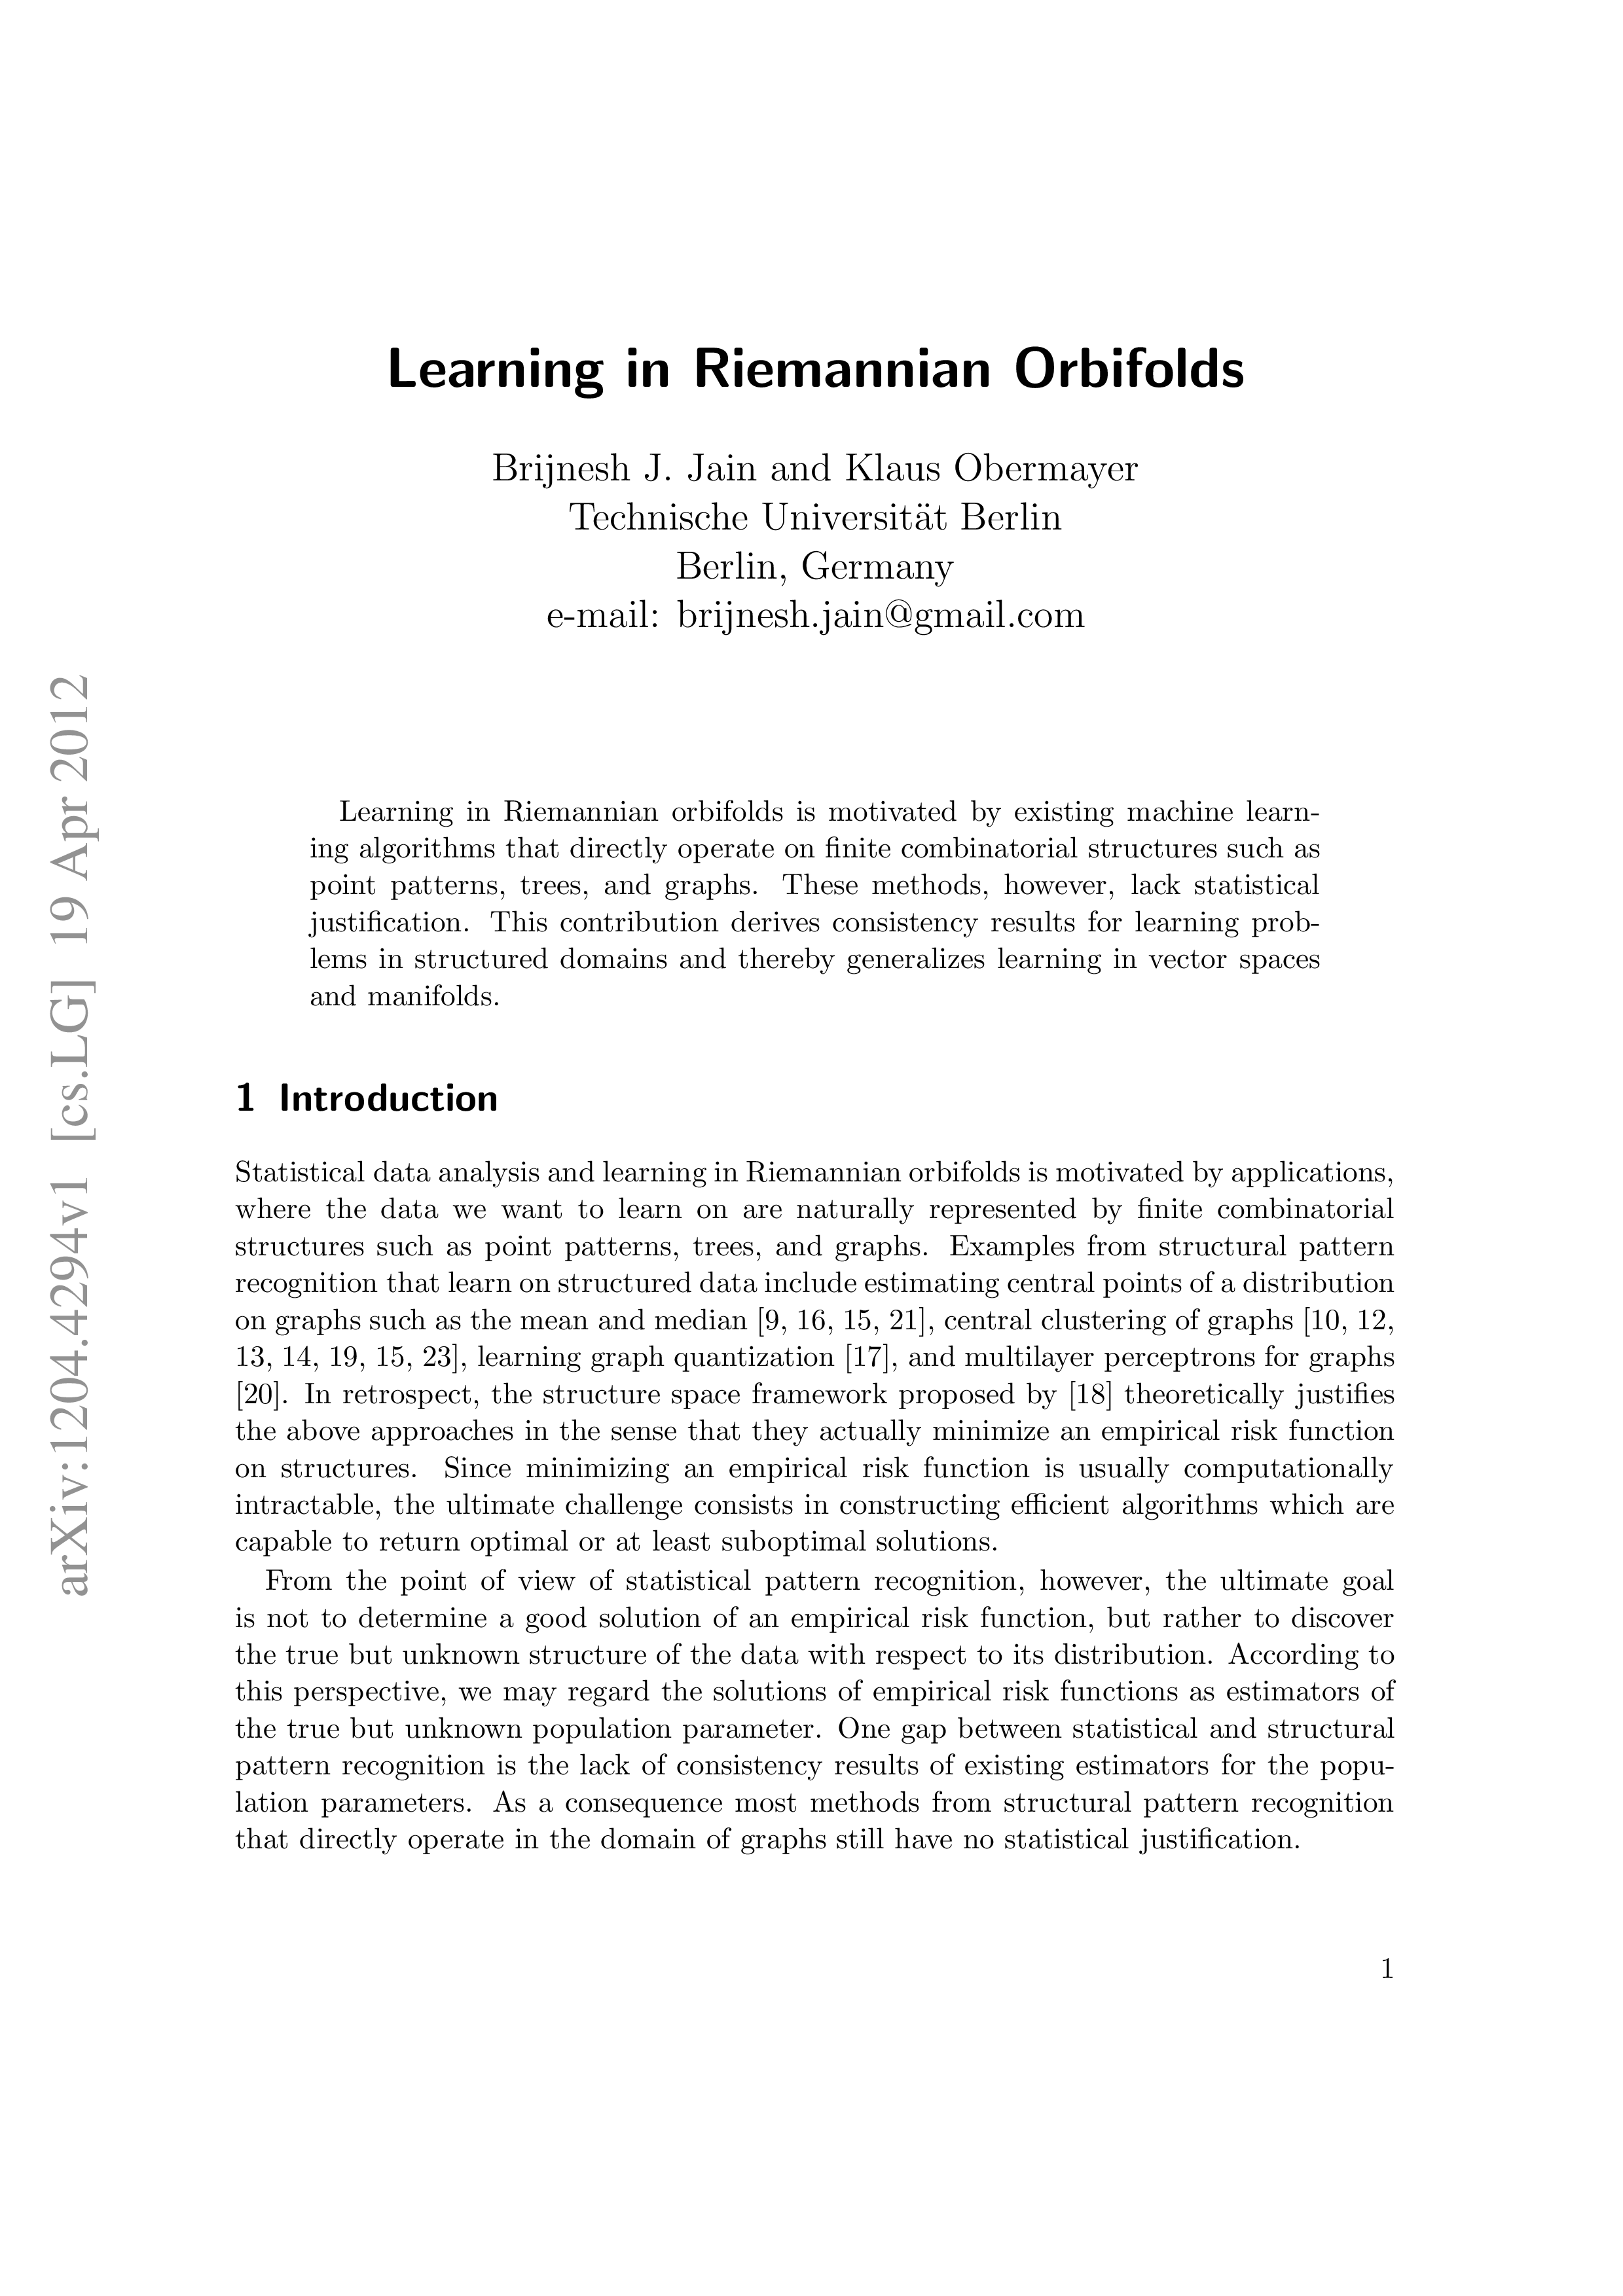 Learning in Riemannian Orbifolds
Brijnesh J. Jain and Klaus Obermayer
Technische Universität Berlin
Berlin, Germany
e-mail: brijnesh.jain@gmail.com
arXiv:1204.4294v1 [cs.LG] 19 Apr 2012
Learning in Riemannian orbifolds is motivated by existing machine learn-
ing algorithms that directly operate on finite combinatorial structures such as
point patterns, trees, and graphs. These methods, however, lack statistical
justification. This contribution derives consistency results for learning prob-
lems in structured domains and thereby generalizes learning in vector spaces
and manifolds.
1 Introduction
Statistical data analysis and learning in Riemannian orbifolds is motivated by applications,
where the data we want to learn on are naturally represented by finite combinatorial
structures such as point patterns, trees, and graphs. Examples from structural pattern
recognition that learn on structured data include estimating central points of a distribution
on graphs such as the mean and median [9, 16, 15, 21], central clustering of graphs [10, 12,
13, 14, 19, 15, 23], learning graph quantization [17], and multilayer perceptrons for graphs
[20]. In retrospect, the structure space framework proposed by [18] theoretically justifies
the above approaches in the sense that they actually minimize an empirical risk function
on structures. Since minimizing an empirical risk function is usually computationally
intractable, the ultimate challenge consists in constructing efficient algorithms which are
capable to return optimal or at least suboptimal solutions.
From the point of view of statistical pattern recognition, however, the ultimate goal
is not to determine a good solution of an empirical risk function, but rather to discover
the true but unknown structure of the data with respect to its distribution. According to
this perspective, we may regard the solutions of empirical risk functions as estimators of
the true but unknown population parameter. One gap between statistical and structural
pattern recognition is the lack of consistency results of existing estimators for the popu-
lation parameters. As a consequence most methods from structural pattern recognition
that directly operate in the domain of graphs still have no statistical justification.
1